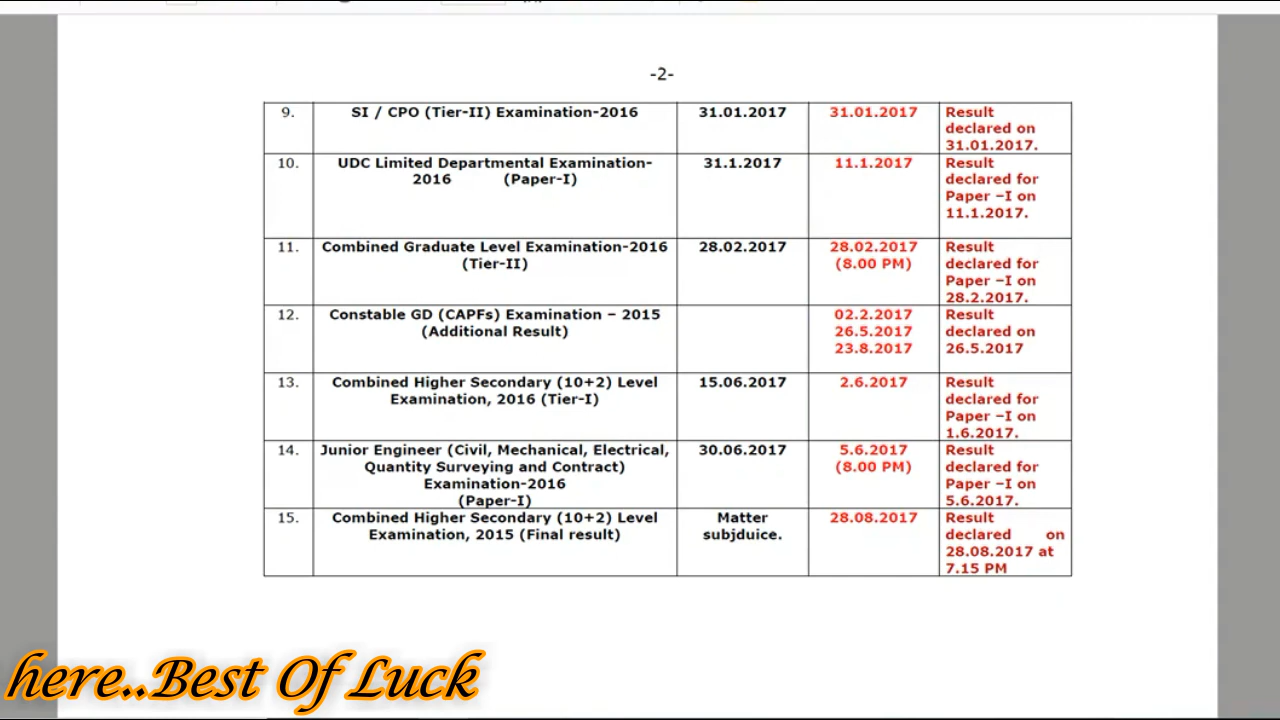 -2-
9. SI / CPO (Tier-II) Examination-2016 31.01.2017 31.01.2017 Result declared on 31.01.2017.
10. UDC Limited Departmental Examination-2016 (Paper-I) 31.1.2017 11.1.2017 Result declared for Paper –I on 11.1.2017.
11. Combined Graduate Level Examination-2016 (Tier-II) 28.02.2017 28.02.2017 (8.00 PM) Result declared for Paper –I on 28.2.2017.
12. Constable GD (CAPFs) Examination – 2015 (Additional Result) 02.2.2017 26.5.2017 23.8.2017 Result declared on 26.5.2017
13. Combined Higher Secondary (10+2) Level Examination, 2016 (Tier-I) 15.06.2017 2.6.2017 Result declared for Paper –I on 1.6.2017.
14. Junior Engineer (Civil, Mechanical, Electrical, Quantity Surveying and Contract) Examination-2016 (Paper-I) 30.06.2017 5.6.2017 (8.00 PM) Result declared for Paper –I on 5.6.2017.
15. Combined Higher Secondary (10+2) Level Examination, 2015 (Final result) Matter subjduice. 28.08.2017 Result declared on 28.08.2017 at 7.15 PM
here..Best Of Luck